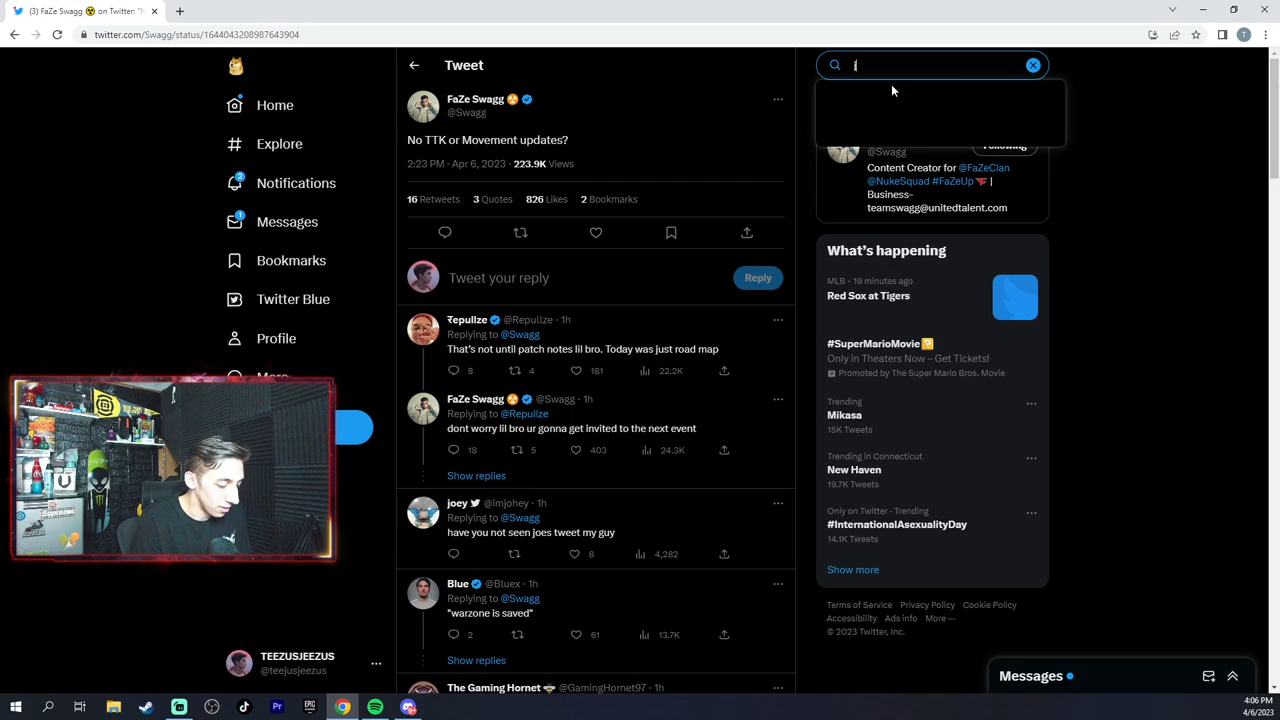 (3) FaZe Swagg ☢ on Twitter: "N
twitter.com/Swagg/status/1644043208987643904
T
Home
Explore
2
Notifications
1
Messages
Bookmarks
Twitter Blue
Profile
More
TEEZUSJEEZUS
@teejusjeezus
Tweet
FaZe Swagg
@Swagg
No TTK or Movement updates?
2:23 PM · Apr 6, 2023 · 223.9K Views
16 Retweets 3 Quotes 826 Likes 2 Bookmarks
Tweet your reply
Reply
Repullze @Repullze · 1h
Replying to @Swagg
That's not until patch notes lil bro. Today was just road map
8 4 181 22.2K
FaZe Swagg @Swagg · 1h
Replying to @Repullze
dont worry lil bro ur gonna get invited to the next event
18 5 403 24.3K
Show replies
joey @imjohey · 1h
Replying to @Swagg
have you not seen joes tweet my guy
8 4,282
Blue @Bluex · 1h
Replying to @Swagg
"warzone is saved"
2 61 13.7K
Show replies
The Gaming Hornet @GamingHornet97 · 1h
j
@Swagg
Following
Content Creator for @FaZeClan
@NukeSquad #FaZeUp |
Business-
teamswagg@unitedtalent.com
What's happening
MLB · 19 minutes ago
Red Sox at Tigers
#SuperMarioMovie
Only in Theaters Now – Get Tickets!
Promoted by The Super Mario Bros. Movie
Trending
Mikasa
15K Tweets
Trending in Connecticut
New Haven
19.7K Tweets
Only on Twitter · Trending
#InternationalAsexualityDay
14.1K Tweets
Show more
Terms of Service Privacy Policy Cookie Policy
Accessibility Ads info More ···
© 2023 Twitter, Inc.
Messages
Pr
EPIC
4:06 PM
4/6/2023